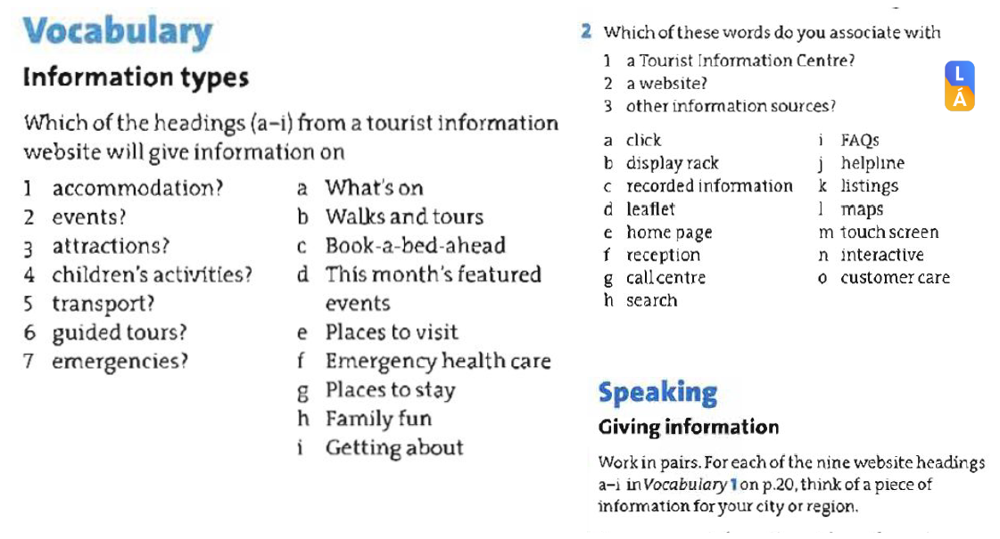 Vocabulary
Information types
Which of the headings (a–i) from a tourist information
website will give information on
1 accommodation?
2 events?
3 attractions?
4 children's activities?
5 transport?
6 guided tours?
7 emergencies?
a What's on
b Walks and tours
c Book-a-bed-ahead
d This month's featured
events
e Places to visit
f Emergency health care
g Places to stay
h Family fun
i Getting about
2 Which of these words do you associate with
1 a Tourist Information Centre?
2 a website?
3 other information sources?
a click
b display rack
c recorded information
d leaflet
e home page
f reception
g call centre
h search
i FAQs
j helpline
k listings
l maps
m touch screen
n interactive
o customer care
L
Á
Speaking
Giving information
Work in pairs. For each of the nine website headings
a–i in Vocabulary 1 on p.20, think of a piece of
information for your city or region.